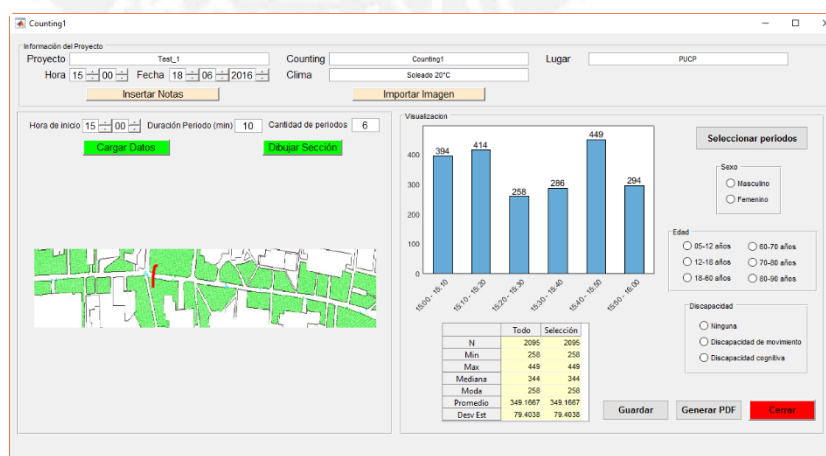 Counting1
Información del Proyecto
Proyecto Test_1 Counting Counting1 Lugar PUCP
Hora 15 00 Fecha 18 06 2016 Clima Soleado 20°C
Insertar Notas Importar Imagen
Hora de inicio 15 00 Duración Periodo (min) 10 Cantidad de periodos 6
Cargar Datos Dibujar Sección
Visualizacion
400
300
200
100
0
394
414
258
286
449
294
15:00 - 15:10
15:10 - 15:20
15:20 - 15:30
15:30 - 15:40
15:40 - 15:50
15:50 - 16:00
Todo Selección
N 2095 2095
Min 258 258
Max 449 449
Mediana 344 344
Moda 258 258
Promedio 349.1667 349.1667
Desv Est 79.4038 79.4038
Seleccionar periodos
Sexo
Masculino
Femenino
Edad
05-12 años 60-70 años
12-18 años 70-80 años
18-60 años 80-90 años
Discapacidad
Ninguna
Discapacidad de movimiento
Discapacidad cognitiva
Guardar Generar PDF Cerrar